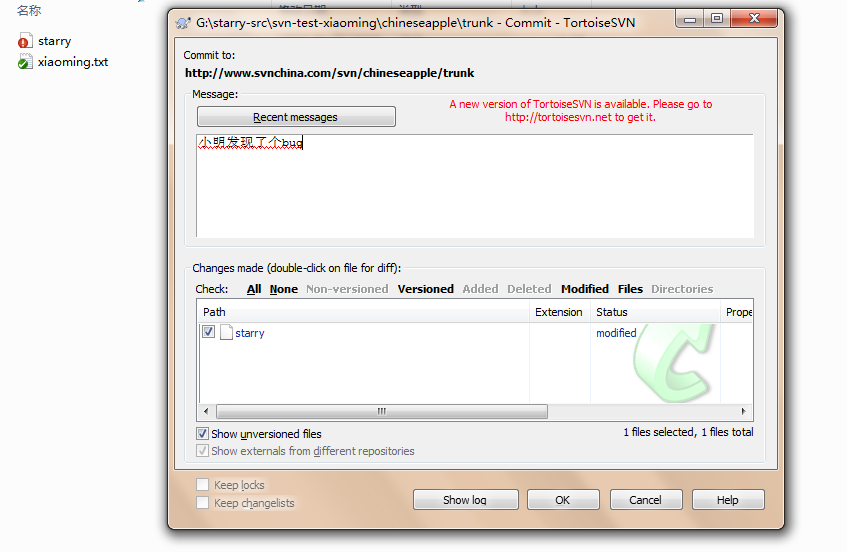 名称
starry
xiaoming.txt
G:\starry-src\svn-test-xiaoming\chineseapple\trunk - Commit - TortoiseSVN
Commit to:
http://www.svnchina.com/svn/chineseapple/trunk
Message:
Recent messages
A new version of TortoiseSVN is available. Please go to
http://tortoisesvn.net to get it.
小明发现了个bug
Changes made (double-click on file for diff):
Check: All None Non-versioned Versioned Added Deleted Modified Files Directories
Path Extension Status Prope
starry modified
Show unversioned files
1 files selected, 1 files total
Show externals from different repositories
Keep locks
Keep changelists
Show log OK Cancel Help